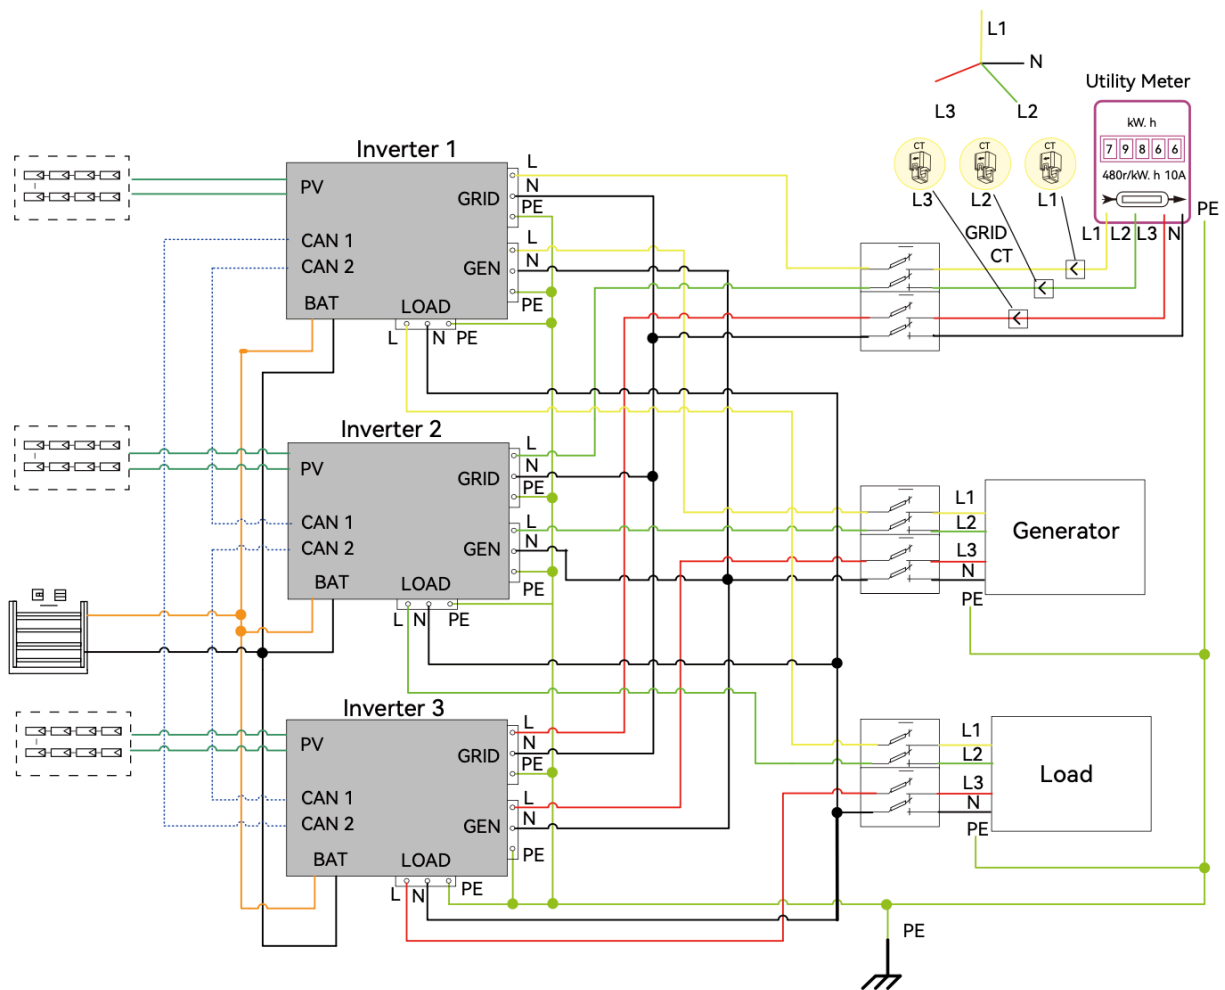 L1
N
L3
L2
Utility Meter
kW. h
7 9 8 6 6
480r/kW. h 10A
CT
CT
CT
L3
L2
L1
GRID
CT
L1
L2
L3
N
PE
Inverter 1
PV
CAN 1
CAN 2
BAT
LOAD
GRID
GEN
L
N
PE
L
N
PE
L
N
PE
Inverter 2
PV
CAN 1
CAN 2
BAT
LOAD
GRID
GEN
L
N
PE
L
N
PE
L
N
PE
L1
L2
L3
N
PE
Generator
Inverter 3
PV
CAN 1
CAN 2
BAT
LOAD
GRID
GEN
L
N
PE
L
N
PE
L
N
PE
L1
L2
L3
N
PE
Load
PE